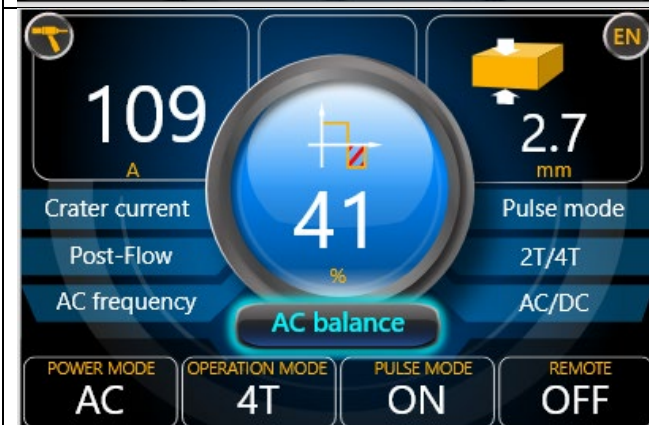 EN
109
A
2.7
mm
41
%
Crater current
Post-Flow
AC frequency
Pulse mode
2T/4T
AC/DC
AC balance
POWER MODE
AC
OPERATION MODE
4T
PULSE MODE
ON
REMOTE
OFF